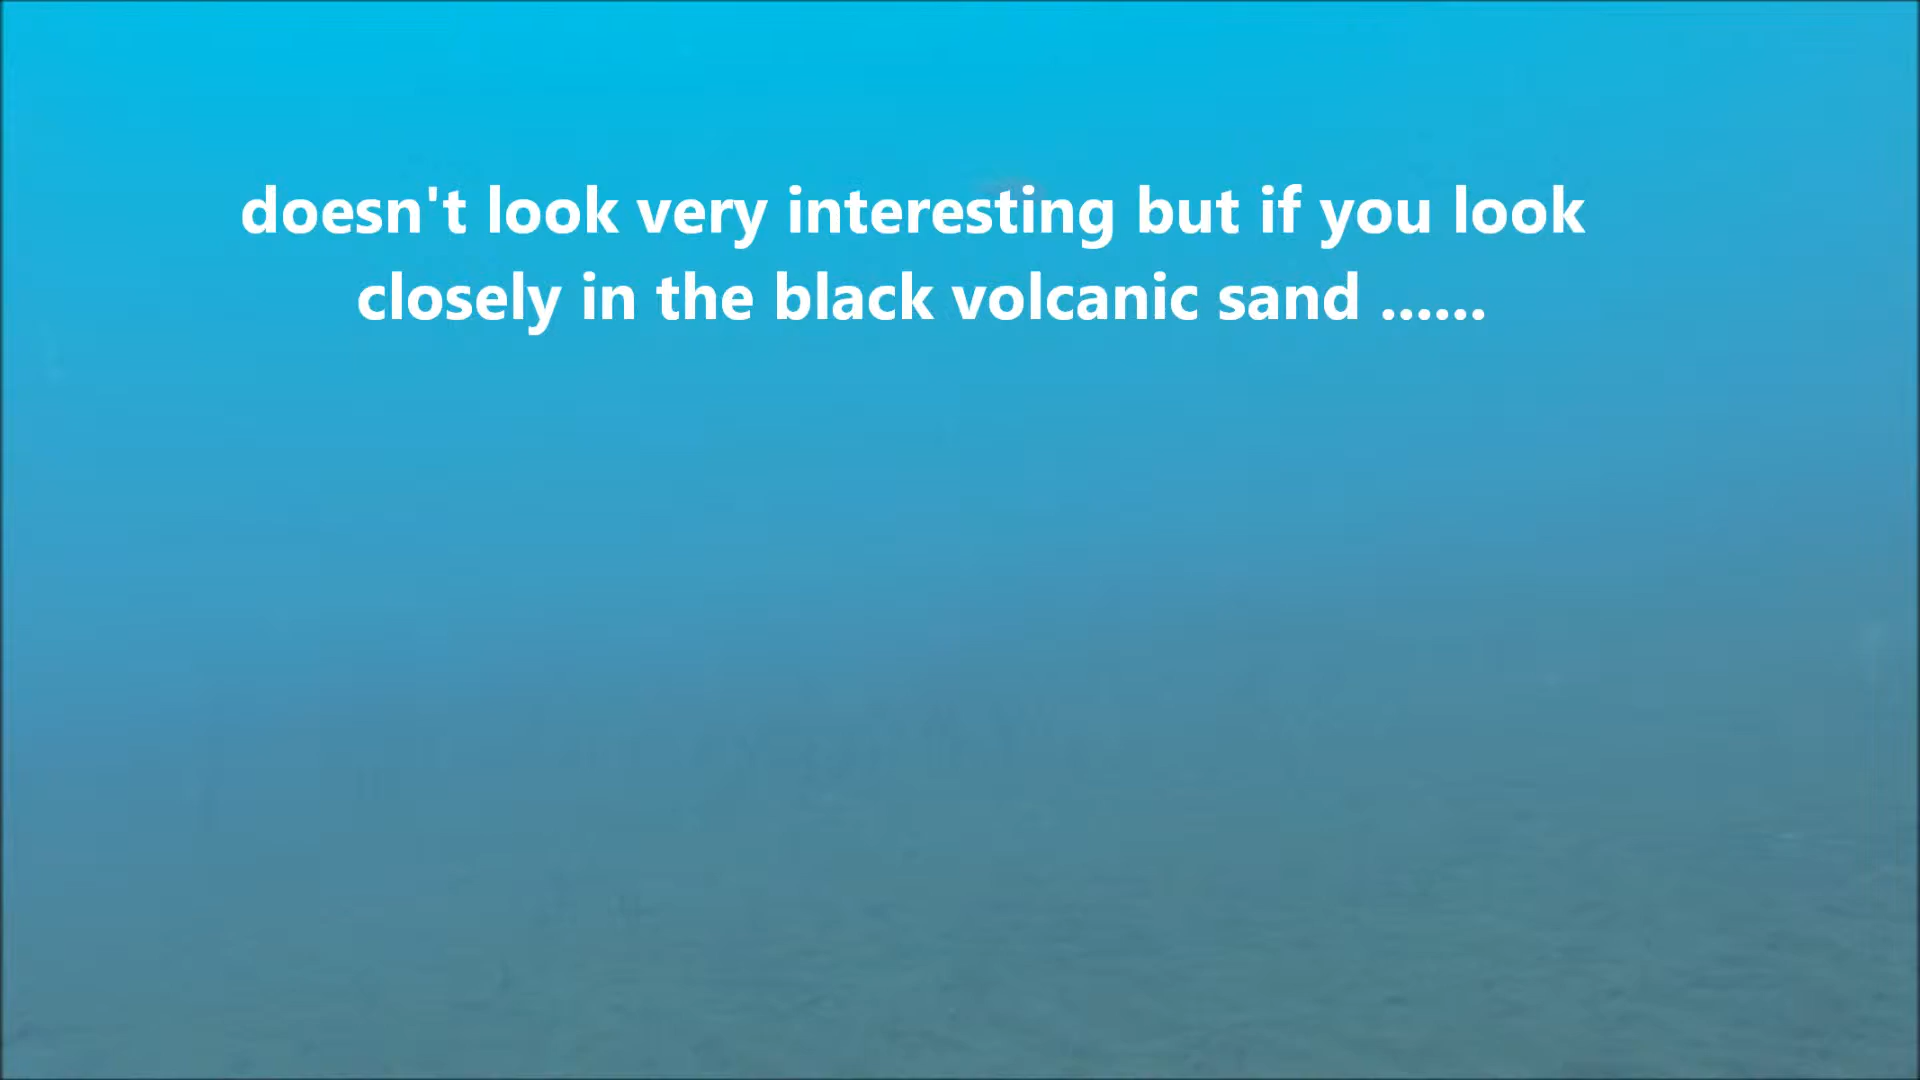 doesn't look very interesting but if you look
closely in the black volcanic sand ......